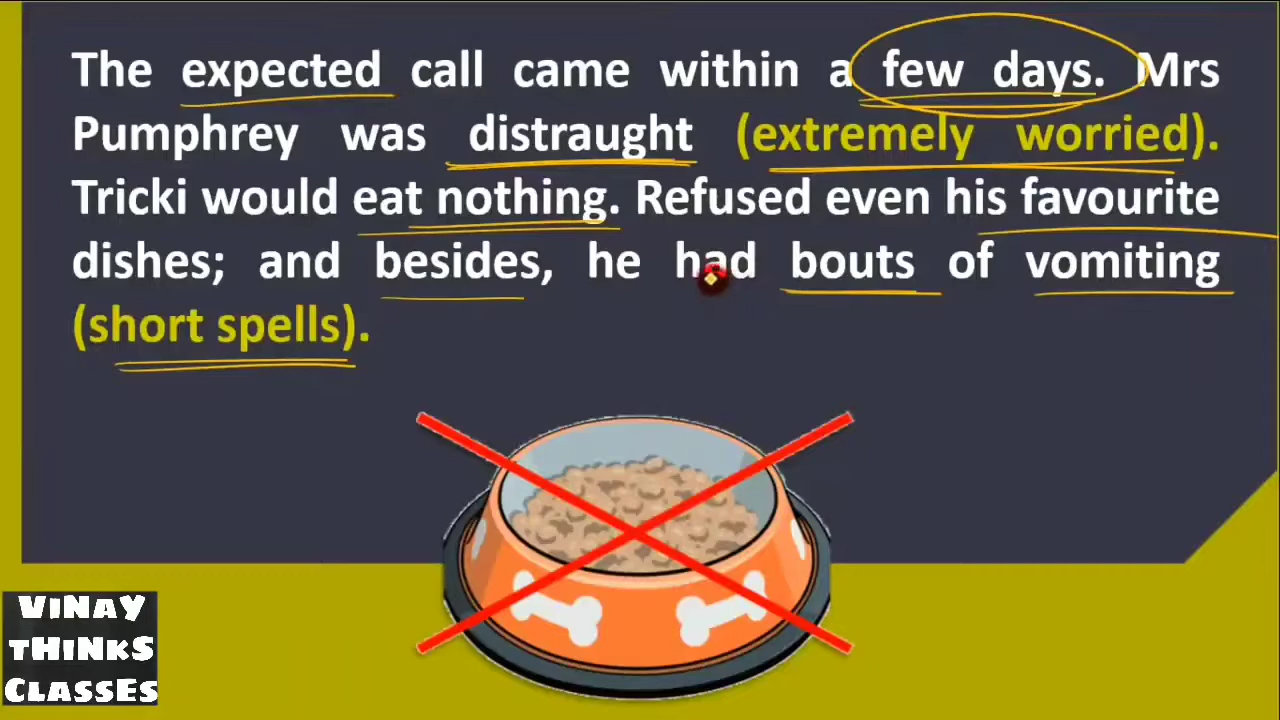 The expected call came within a few days. Mrs
Pumphrey was distraught (extremely worried).
Tricki would eat nothing. Refused even his favourite
dishes; and besides, he had bouts of vomiting
(short spells).
ViNAY
THiNKS
CLASSES